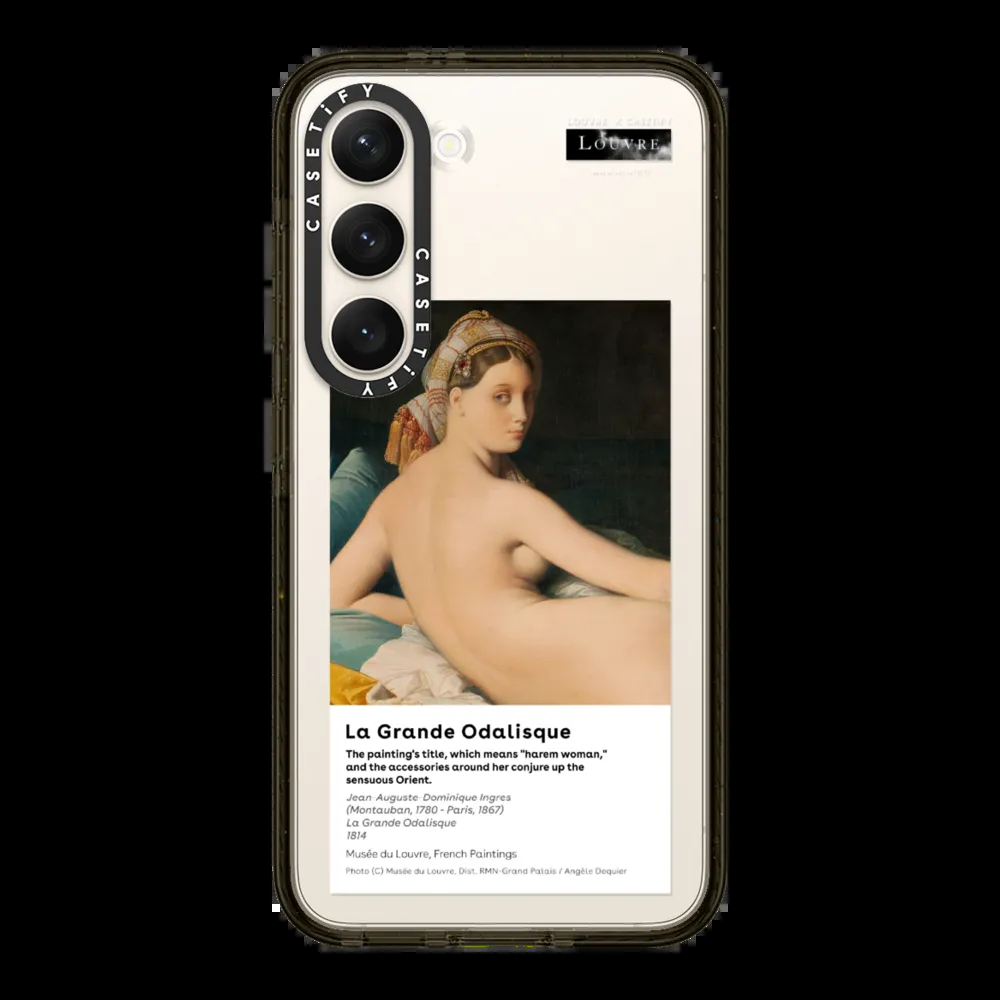 CASETiFY
CASETiFY
LOUVRE X CASETIFY
LOUVRE
La Grande Odalisque
The painting's title, which means "harem woman,"
and the accessories around her conjure up the
sensuous Orient.
Jean-Auguste-Dominique Ingres
(Montauban, 1780 - Paris, 1867)
La Grande Odalisque
1814
Musée du Louvre, French Paintings
Photo (C) Musée du Louvre, Dist. RMN-Grand Palais / Angèle Dequier